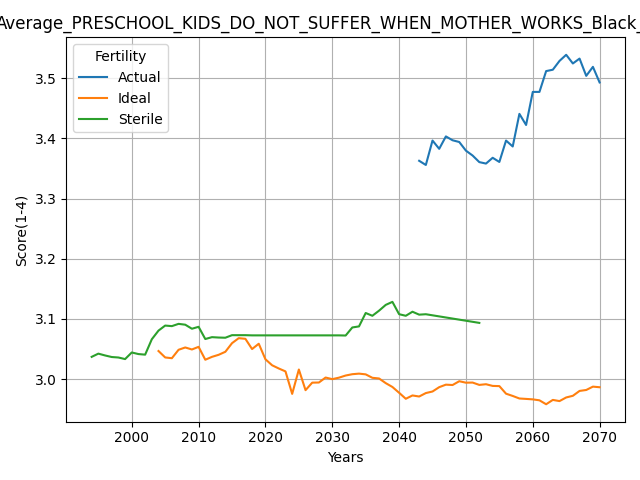 Average_PRESCHOOL_KIDS_DO_NOT_SUFFER_WHEN_MOTHER_WORKS_Black_
Fertility
Actual
Ideal
Sterile
Score(1-4)
3.5
3.4
3.3
3.2
3.1
3.0
2000 2010 2020 2030 2040 2050 2060 2070
Years